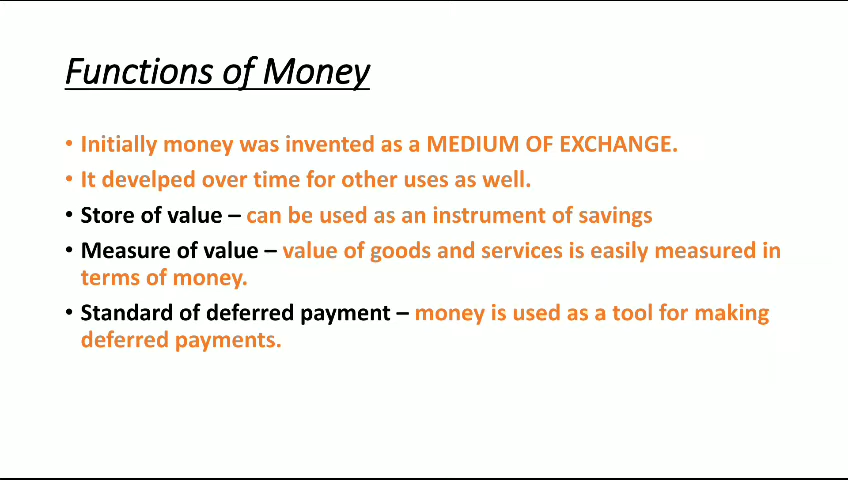 Functions of Money
• Initially money was invented as a MEDIUM OF EXCHANGE.
• It develped over time for other uses as well.
• Store of value – can be used as an instrument of savings
• Measure of value – value of goods and services is easily measured in
terms of money.
• Standard of deferred payment – money is used as a tool for making
deferred payments.